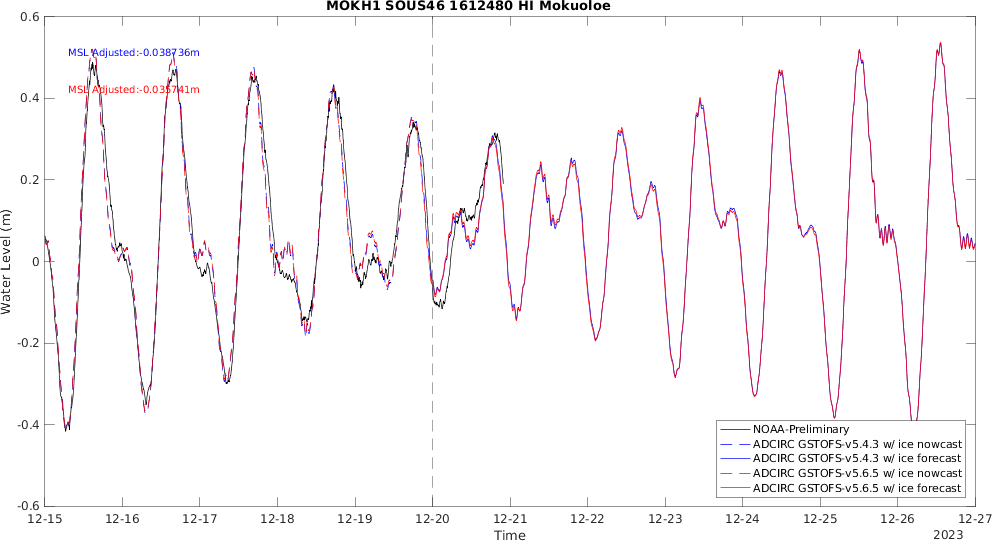 MOKH1 SOUS46 1612480 HI Mokuoloe
MSL Adjusted:-0.038736m
MSL Adjusted:-0.035741m
Water Level (m)
0.6
0.4
0.2
0
-0.2
-0.4
-0.6
NOAA-Preliminary
ADCIRC GSTOFS-v5.4.3 w/ ice nowcast
ADCIRC GSTOFS-v5.4.3 w/ ice forecast
ADCIRC GSTOFS-v5.6.5 w/ ice nowcast
ADCIRC GSTOFS-v5.6.5 w/ ice forecast
12-15 12-16 12-17 12-18 12-19 12-20 12-21 12-22 12-23 12-24 12-25 12-26 12-27
Time
2023